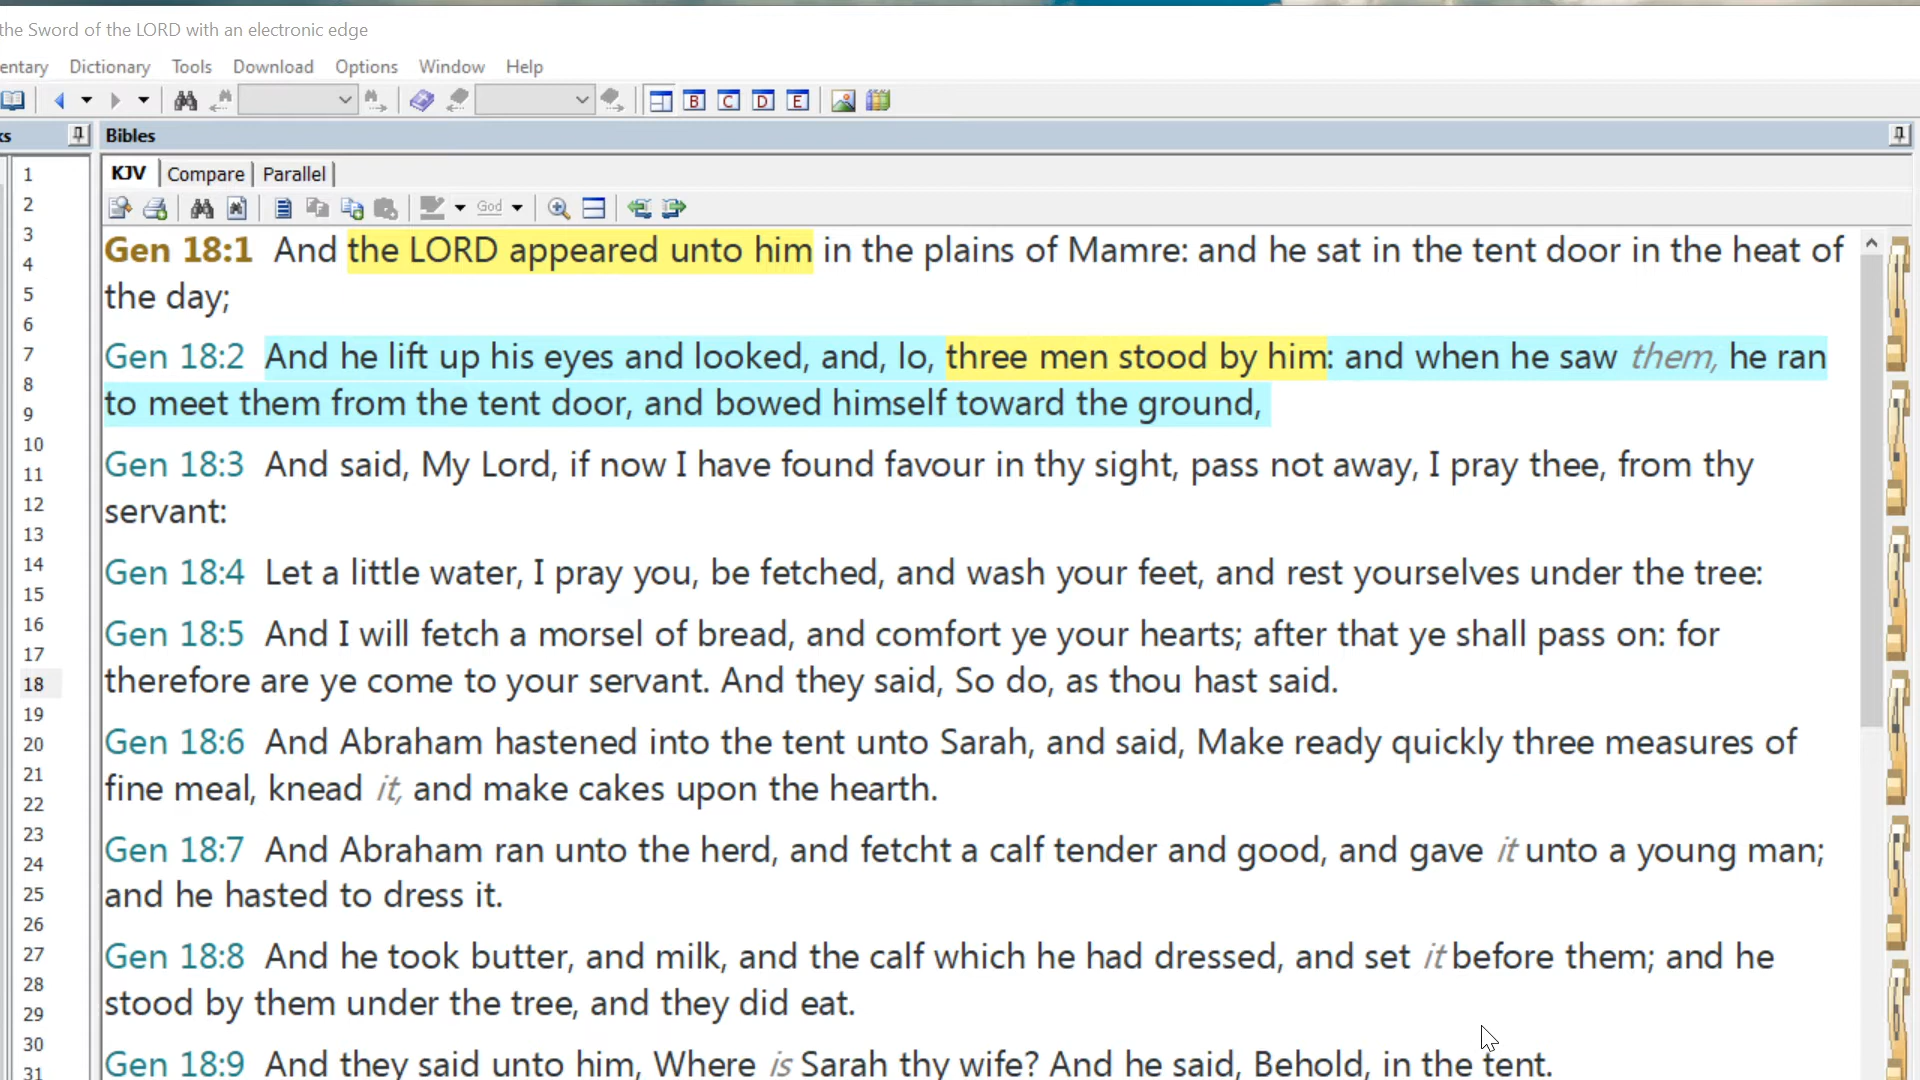 the Sword of the LORD with an electronic edge
entary Dictionary Tools Download Options Window Help
B C D E
ks Bibles
KJV Compare Parallel
God
1
2
3
4
5
6
7
8
9
10
11
12
13
14
15
16
17
18
19
20
21
22
23
24
25
26
27
28
29
30
31
Gen 18:1 And the LORD appeared unto him in the plains of Mamre: and he sat in the tent door in the heat of
the day;
Gen 18:2 And he lift up his eyes and looked, and, lo, three men stood by him: and when he saw them, he ran
to meet them from the tent door, and bowed himself toward the ground,
Gen 18:3 And said, My Lord, if now I have found favour in thy sight, pass not away, I pray thee, from thy
servant:
Gen 18:4 Let a little water, I pray you, be fetched, and wash your feet, and rest yourselves under the tree:
Gen 18:5 And I will fetch a morsel of bread, and comfort ye your hearts; after that ye shall pass on: for
therefore are ye come to your servant. And they said, So do, as thou hast said.
Gen 18:6 And Abraham hastened into the tent unto Sarah, and said, Make ready quickly three measures of
fine meal, knead it, and make cakes upon the hearth.
Gen 18:7 And Abraham ran unto the herd, and fetcht a calf tender and good, and gave it unto a young man;
and he hasted to dress it.
Gen 18:8 And he took butter, and milk, and the calf which he had dressed, and set it before them; and he
stood by them under the tree, and they did eat.
Gen 18:9 And they said unto him, Where is Sarah thy wife? And he said, Behold, in the tent.